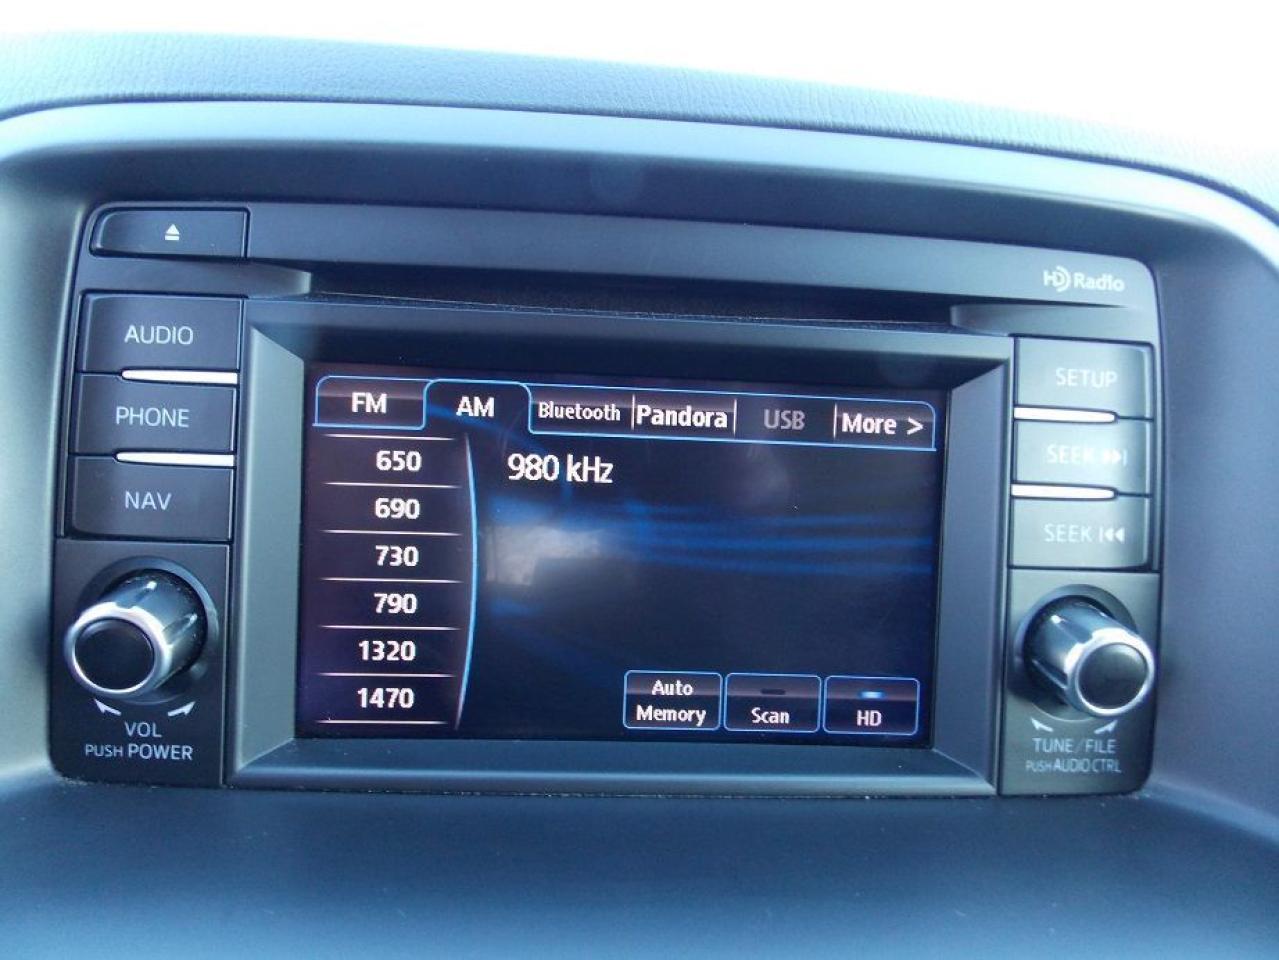 HD Radio
AUDIO
PHONE
NAV
VOL
PUSH POWER
FM AM Bluetooth Pandora USB More >
650
690
730
790
1320
1470
980 kHz
Auto Memory
Scan
HD
SETUP
SEEK
SEEK
TUNE/FILE
PUSH AUDIO CTRL